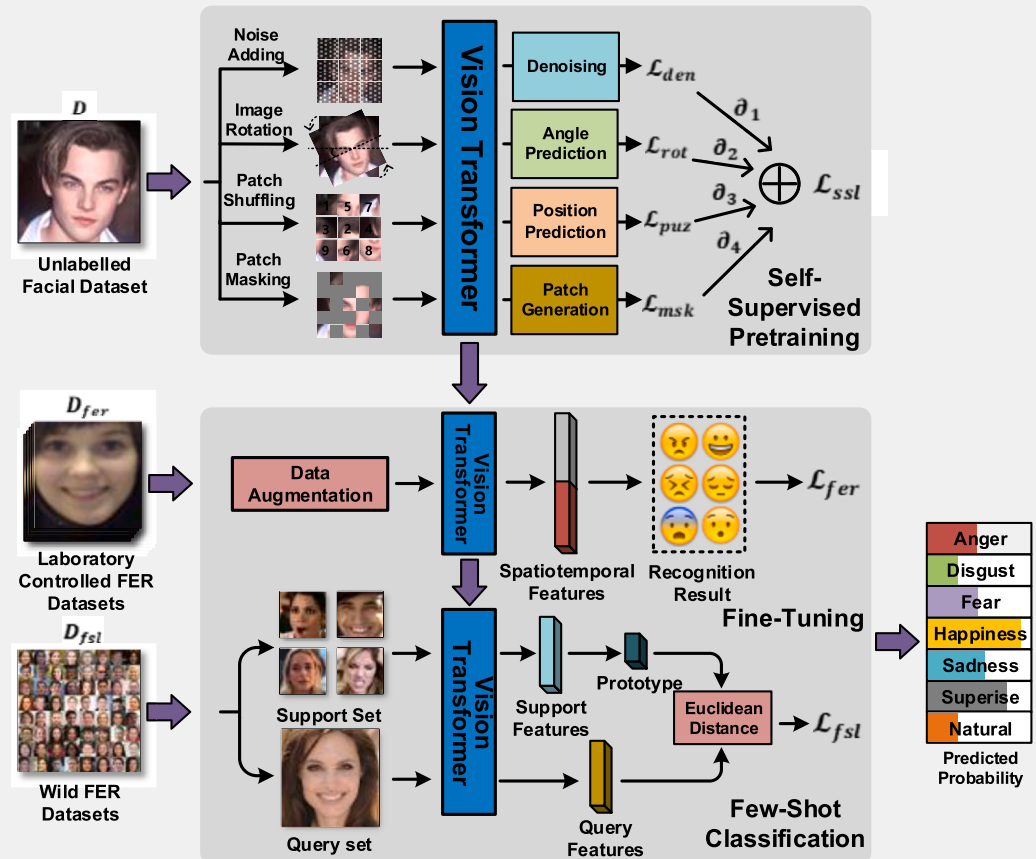 D
Unlabelled
Facial Dataset
Noise
Adding
Image
Rotation
Patch
Shuffling
1 5 7
3 2 4
9 6 8
Patch
Masking
Vision Transformer
Denoising
Angle
Prediction
Position
Prediction
Patch
Generation
ℒden
ℒrot
ℒpuz
ℒmsk
∂1
∂2
∂3
∂4
ℒssl
Self-
Supervised
Pretraining
Dfer
Laboratory
Controlled FER
Datasets
Data
Augmentation
Vision
Transformer
Spatiotemporal
Features
Recognition
Result
ℒfer
Fine-Tuning
Dfsl
Wild FER
Datasets
Support Set
Query set
Vision
Transformer
Support
Features
Prototype
Query
Features
Euclidean
Distance
ℒfsl
Few-Shot
Classification
Anger
Disgust
Fear
Happiness
Sadness
Superise
Natural
Predicted
Probability